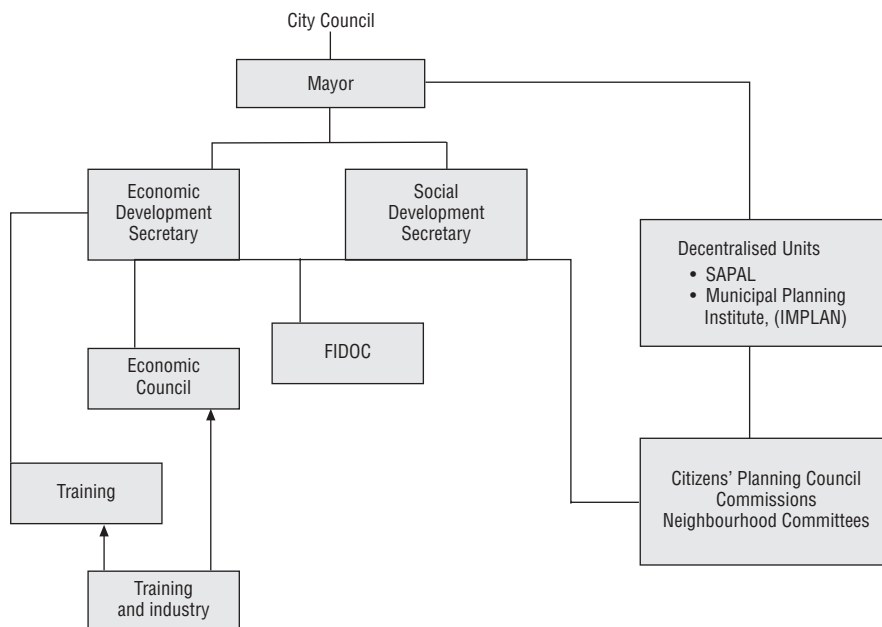 City Council
Mayor
Economic
Development
Secretary
Social
Development
Secretary
Decentralised Units
• SAPAL
• Municipal Planning
Institute, (IMPLAN)
FIDOC
Economic
Council
Training
Citizens’ Planning Council
Commissions
Neighbourhood Committees
Training
and industry